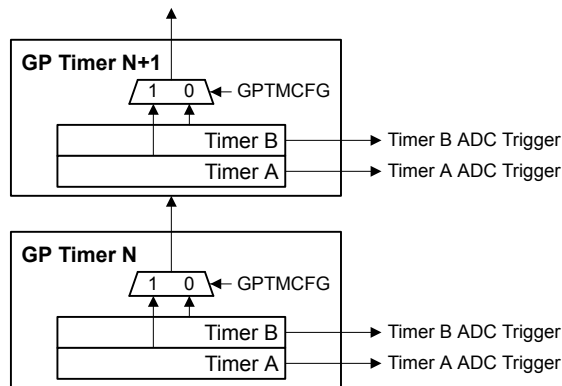 GP Timer N+1
1 0
GPTMCFG
Timer B
Timer B ADC Trigger
Timer A
Timer A ADC Trigger
GP Timer N
1 0
GPTMCFG
Timer B
Timer B ADC Trigger
Timer A
Timer A ADC Trigger